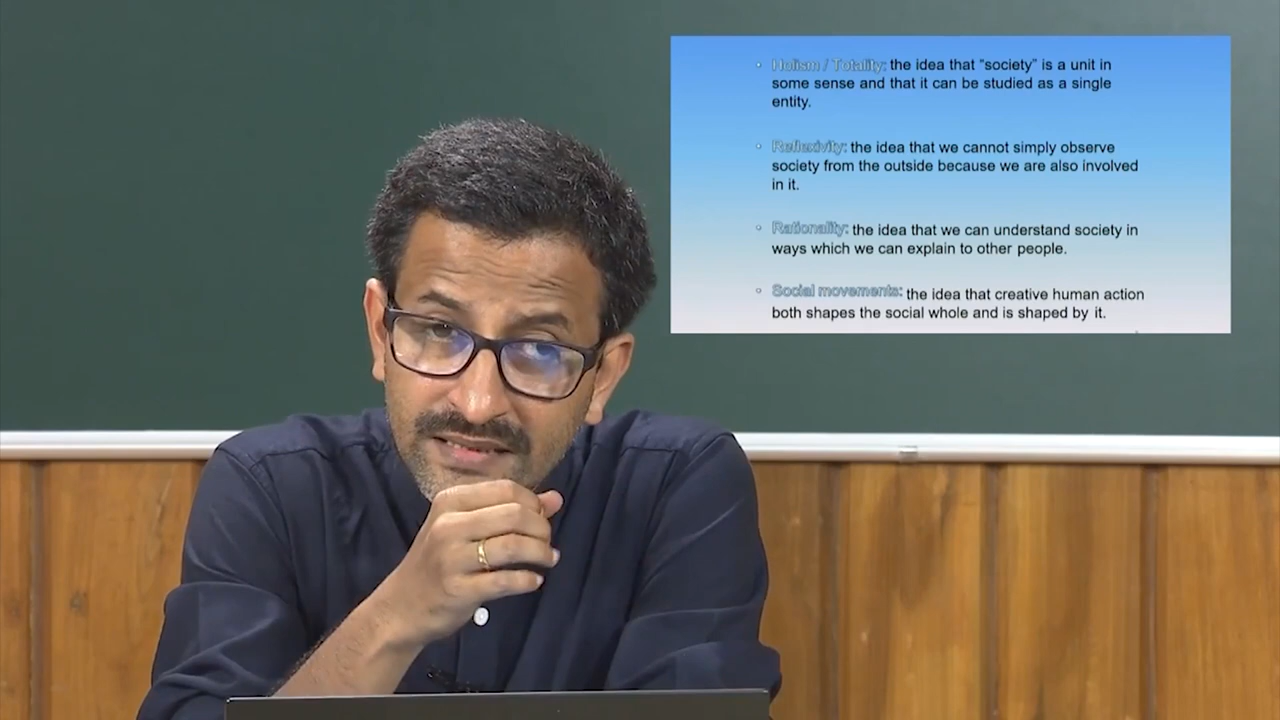 • Holism / Totality: the idea that "society" is a unit in
some sense and that it can be studied as a single
entity.
• Reflexivity: the idea that we cannot simply observe
society from the outside because we are also involved
in it.
• Rationality: the idea that we can understand society in
ways which we can explain to other people.
• Social movements: the idea that creative human action
both shapes the social whole and is shaped by it.